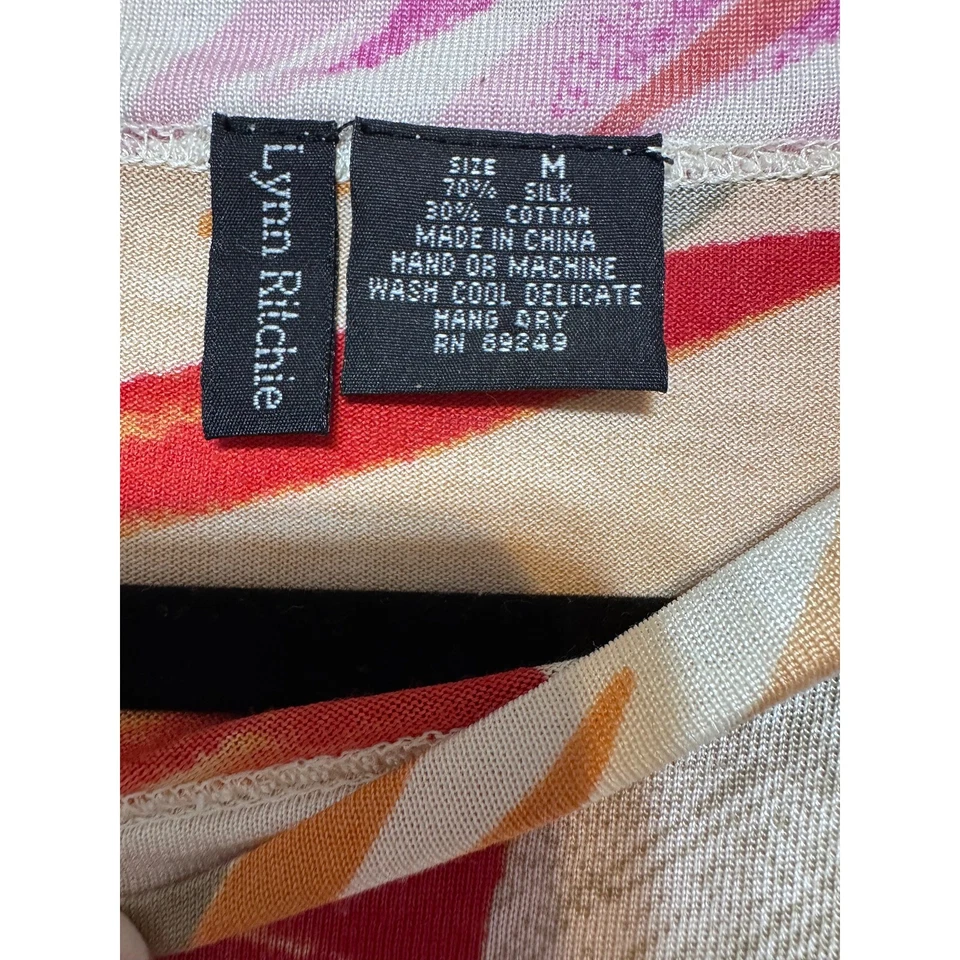 Lynn Ritchie
SIZE M
70% SILK
30% COTTON
MADE IN CHINA
HAND OR MACHINE
WASH COOL DELICATE
HANG DRY
RN 69249